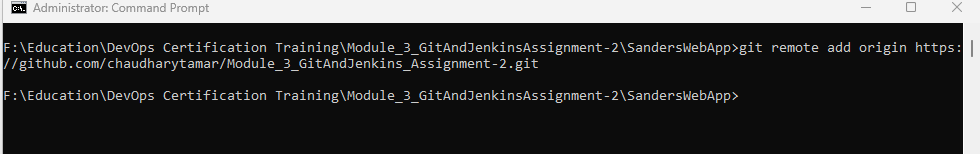 Administrator: Command Prompt
F:\Education\DevOps Certification Training\Module_3_GitAndJenkinsAssignment-2\SandersWebApp>git remote add origin https:
//github.com/chaudharytamar/Module_3_GitAndJenkins_Assignment-2.git
F:\Education\DevOps Certification Training\Module_3_GitAndJenkinsAssignment-2\SandersWebApp>